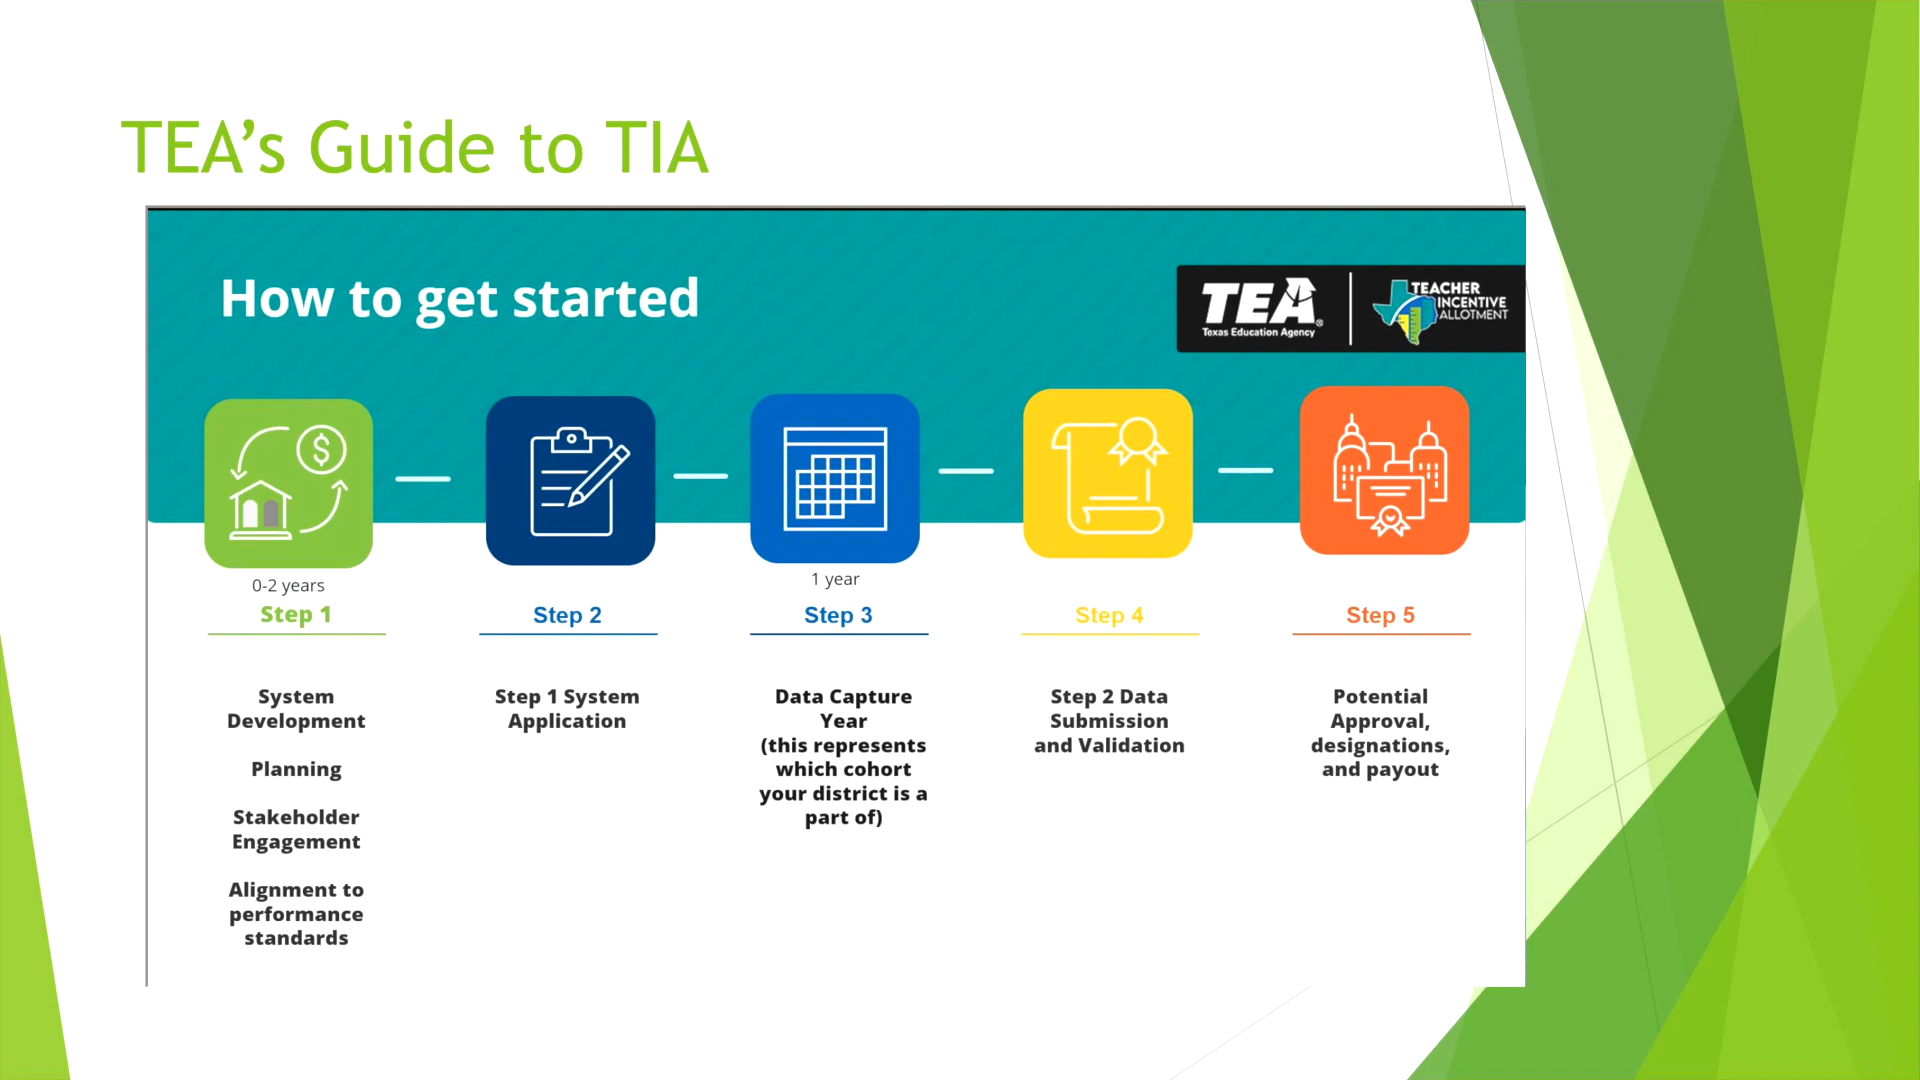 TEA’s Guide to TIA
How to get started
TEA®
Texas Education Agency
TEACHER
INCENTIVE
ALLOTMENT
$
0-2 years
Step 1
System
Development
Planning
Stakeholder
Engagement
Alignment to
performance
standards
Step 2
Step 1 System
Application
1 year
Step 3
Data Capture
Year
(this represents
which cohort
your district is a
part of)
Step 4
Step 2 Data
Submission
and Validation
Step 5
Potential
Approval,
designations,
and payout